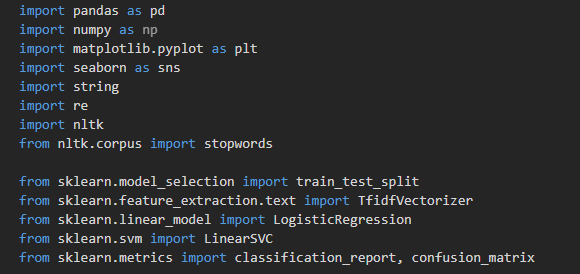 import pandas as pd
import numpy as np
import matplotlib.pyplot as plt
import seaborn as sns
import string
import re
import nltk
from nltk.corpus import stopwords
from sklearn.model_selection import train_test_split
from sklearn.feature_extraction.text import TfidfVectorizer
from sklearn.linear_model import LogisticRegression
from sklearn.svm import LinearSVC
from sklearn.metrics import classification_report, confusion_matrix